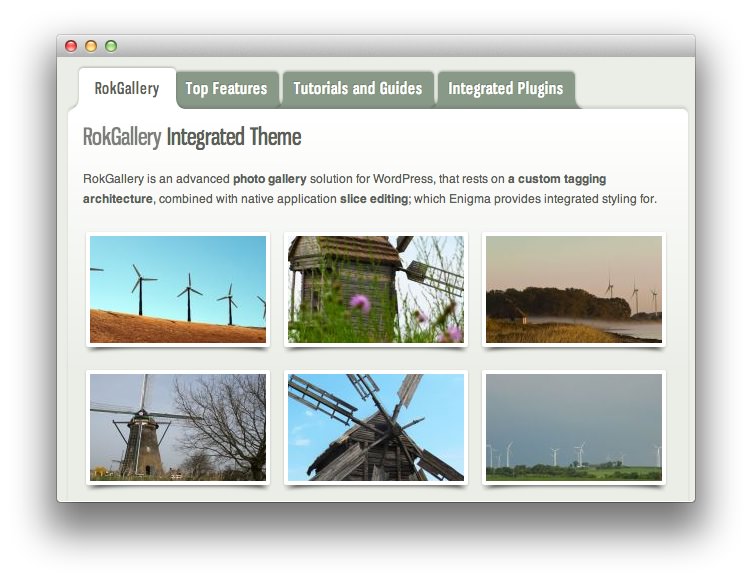 RokGallery
Top Features
Tutorials and Guides
Integrated Plugins
RokGallery Integrated Theme
RokGallery is an advanced photo gallery solution for WordPress, that rests on a custom tagging
architecture, combined with native application slice editing; which Enigma provides integrated styling for.